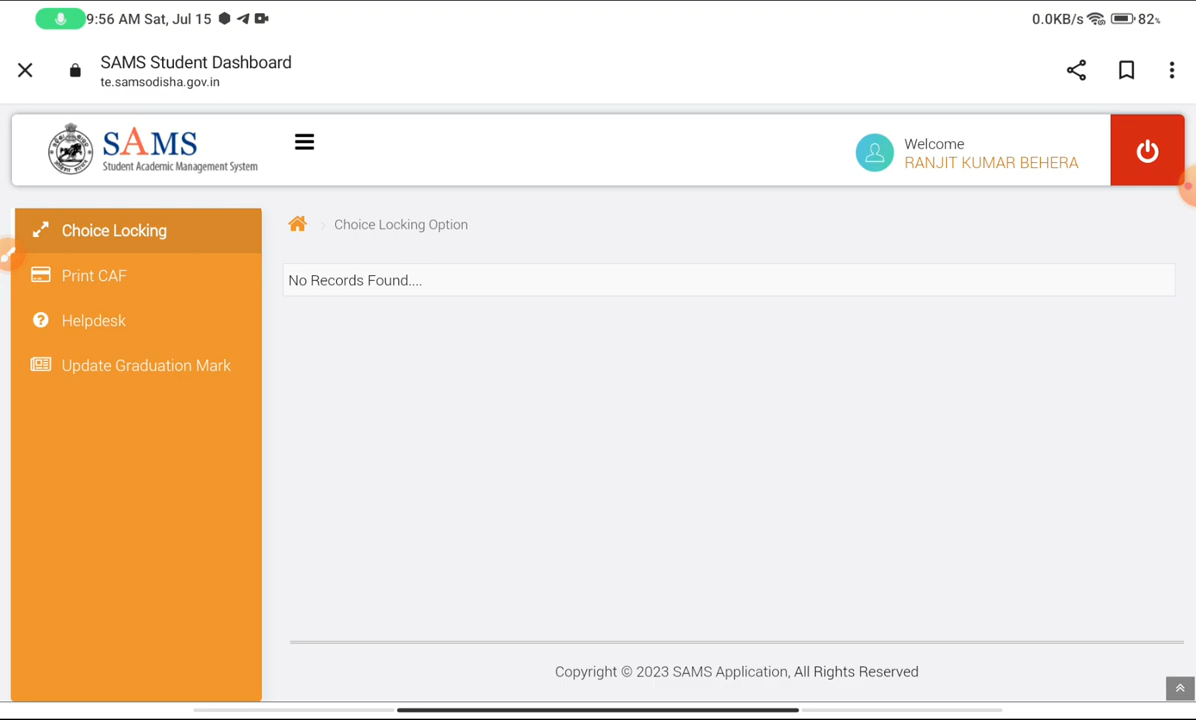 9:56 AM Sat, Jul 15
0.0KB/s 82%
SAMS Student Dashboard
te.samsodisha.gov.in
SAMS
Student Academic Management System
Welcome
RANJIT KUMAR BEHERA
Choice Locking
Print CAF
Helpdesk
Update Graduation Mark
Choice Locking Option
No Records Found....
Copyright © 2023 SAMS Application, All Rights Reserved